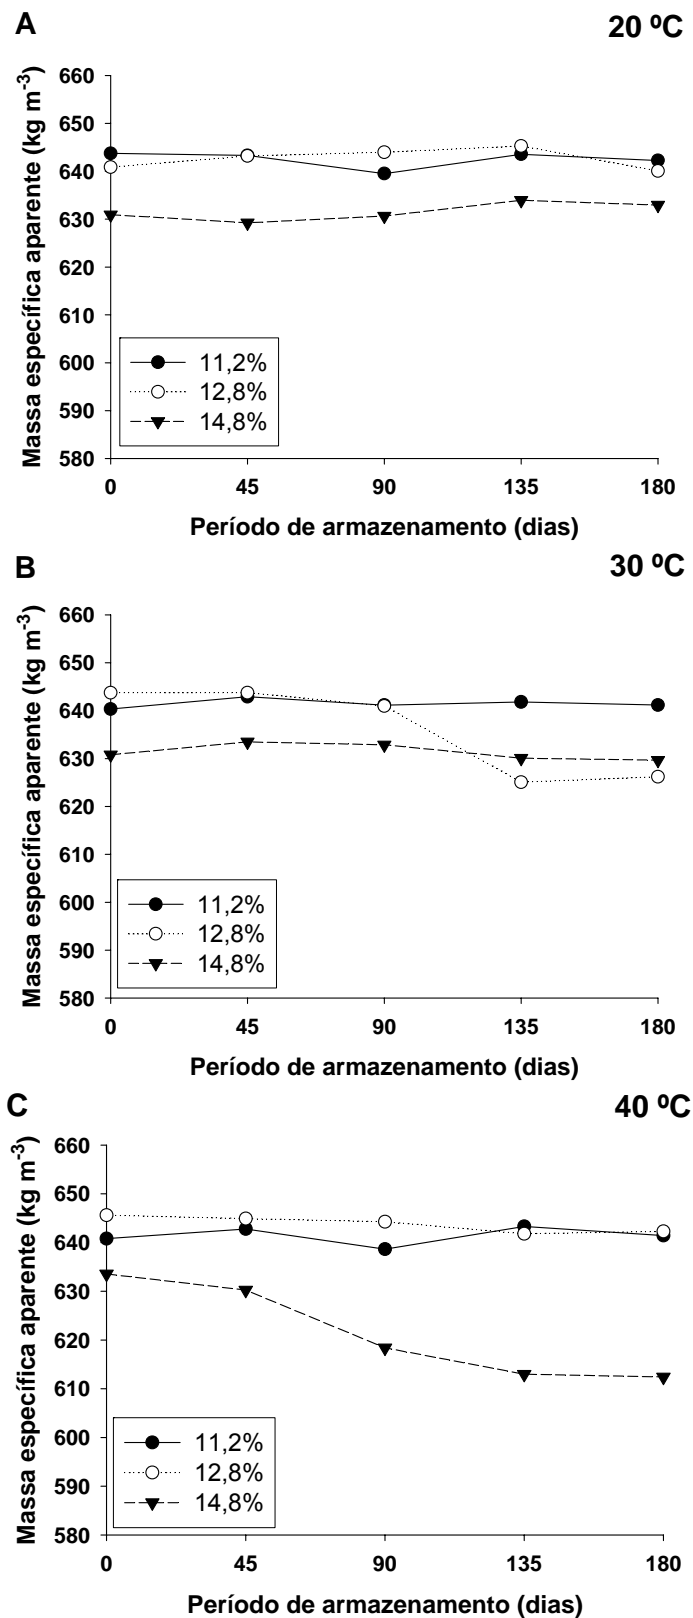 A
20 ºC
Massa específica aparente (kg m-3)
660
650
640
630
620
610
600
590
580
11,2%
12,8%
14,8%
0 45 90 135 180
Período de armazenamento (dias)
B
30 ºC
Massa específica aparente (kg m-3)
660
650
640
630
620
610
600
590
580
11,2%
12,8%
14,8%
0 45 90 135 180
Período de armazenamento (dias)
C
40 ºC
Massa específica aparente (kg m-3)
660
650
640
630
620
610
600
590
580
11,2%
12,8%
14,8%
0 45 90 135 180
Período de armazenamento (dias)